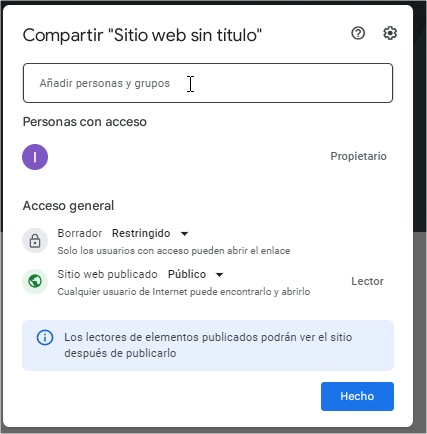 Compartir "Sitio web sin título"
Añadir personas y grupos
Personas con acceso
I
Propietario
Acceso general
Borrador Restringido
Solo los usuarios con acceso pueden abrir el enlace
Sitio web publicado Público
Cualquier usuario de Internet puede encontrarlo y abrirlo
Lector
Los lectores de elementos publicados podrán ver el sitio
después de publicarlo
Hecho